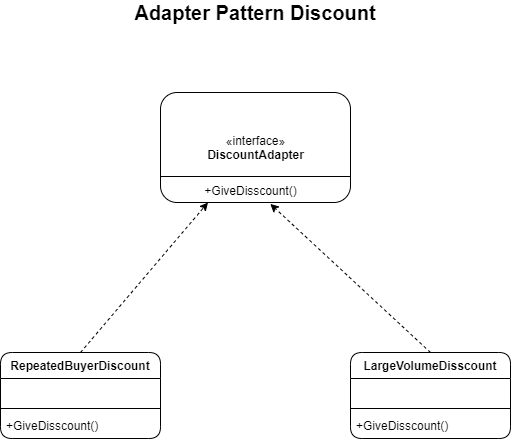 Adapter Pattern Discount
«interface»
DiscountAdapter
+GiveDisscount()
RepeatedBuyerDiscount
+GiveDisscount()
LargeVolumeDisscount
+GiveDisscount()